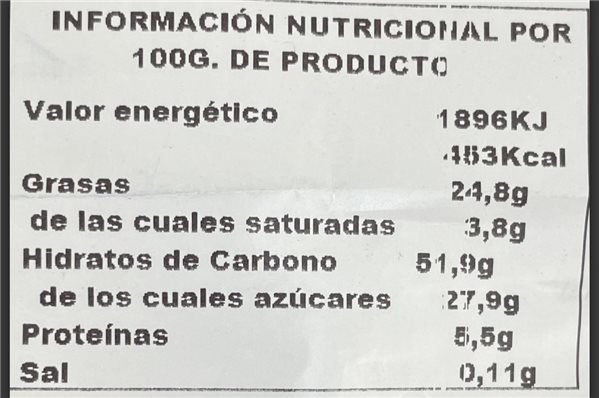 INFORMACIÓN NUTRICIONAL POR
100G. DE PRODUCTO
Valor energético 1896KJ
453Kcal
Grasas 24,8g
de las cuales saturadas 3,8g
Hidratos de Carbono 51,9g
de los cuales azúcares 27,9g
Proteínas 5,5g
Sal 0,11g